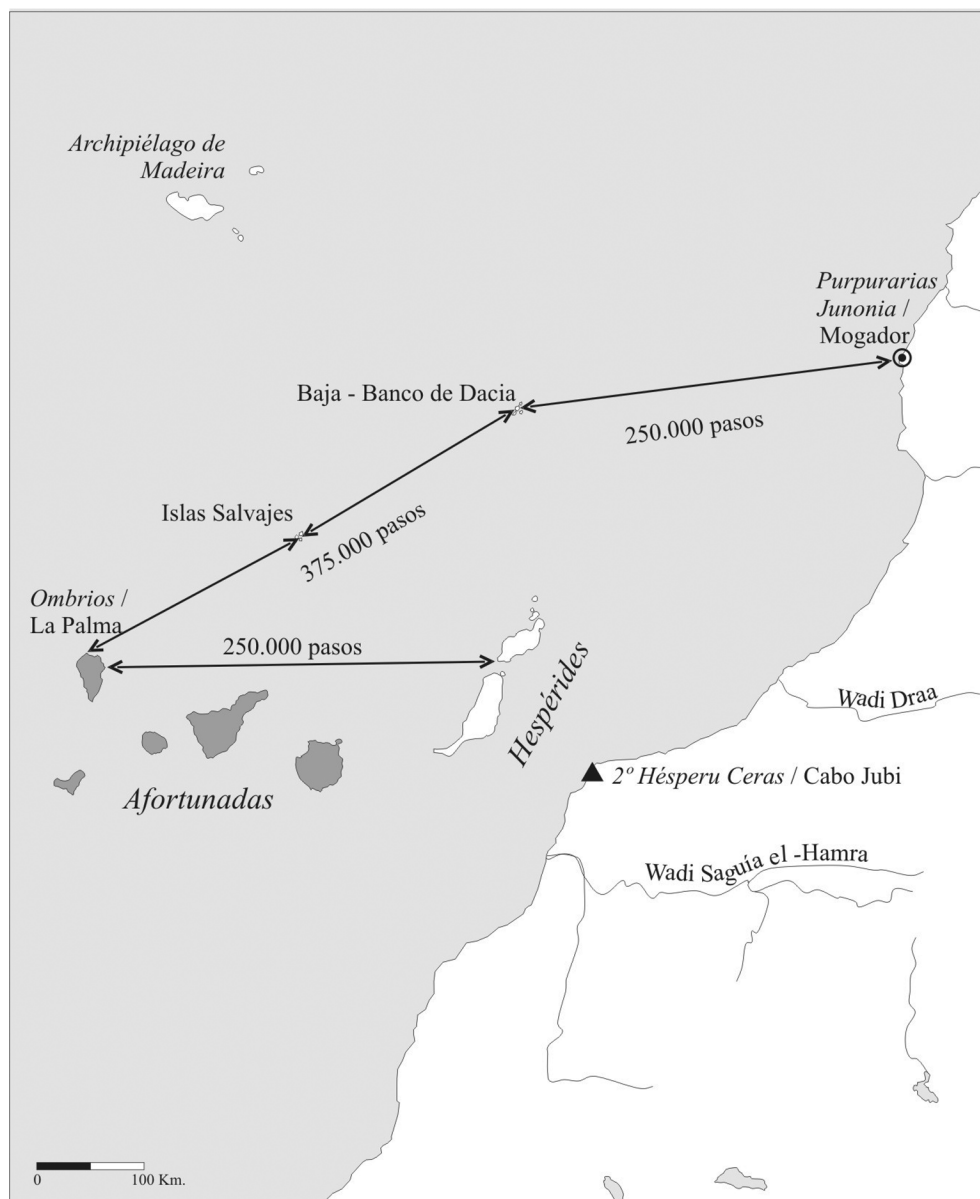 Archipiélago de
Madeira
Purpurarias
Junonia /
Mogador
Baja - Banco de Dacia
250.000 pasos
Islas Salvajes
375.000 pasos
Ombrios /
La Palma
250.000 pasos
Hespérides
Wadi Draa
2º Hésperu Ceras / Cabo Jubi
Afortunadas
Wadi Saguía el -Hamra
0 100 Km.